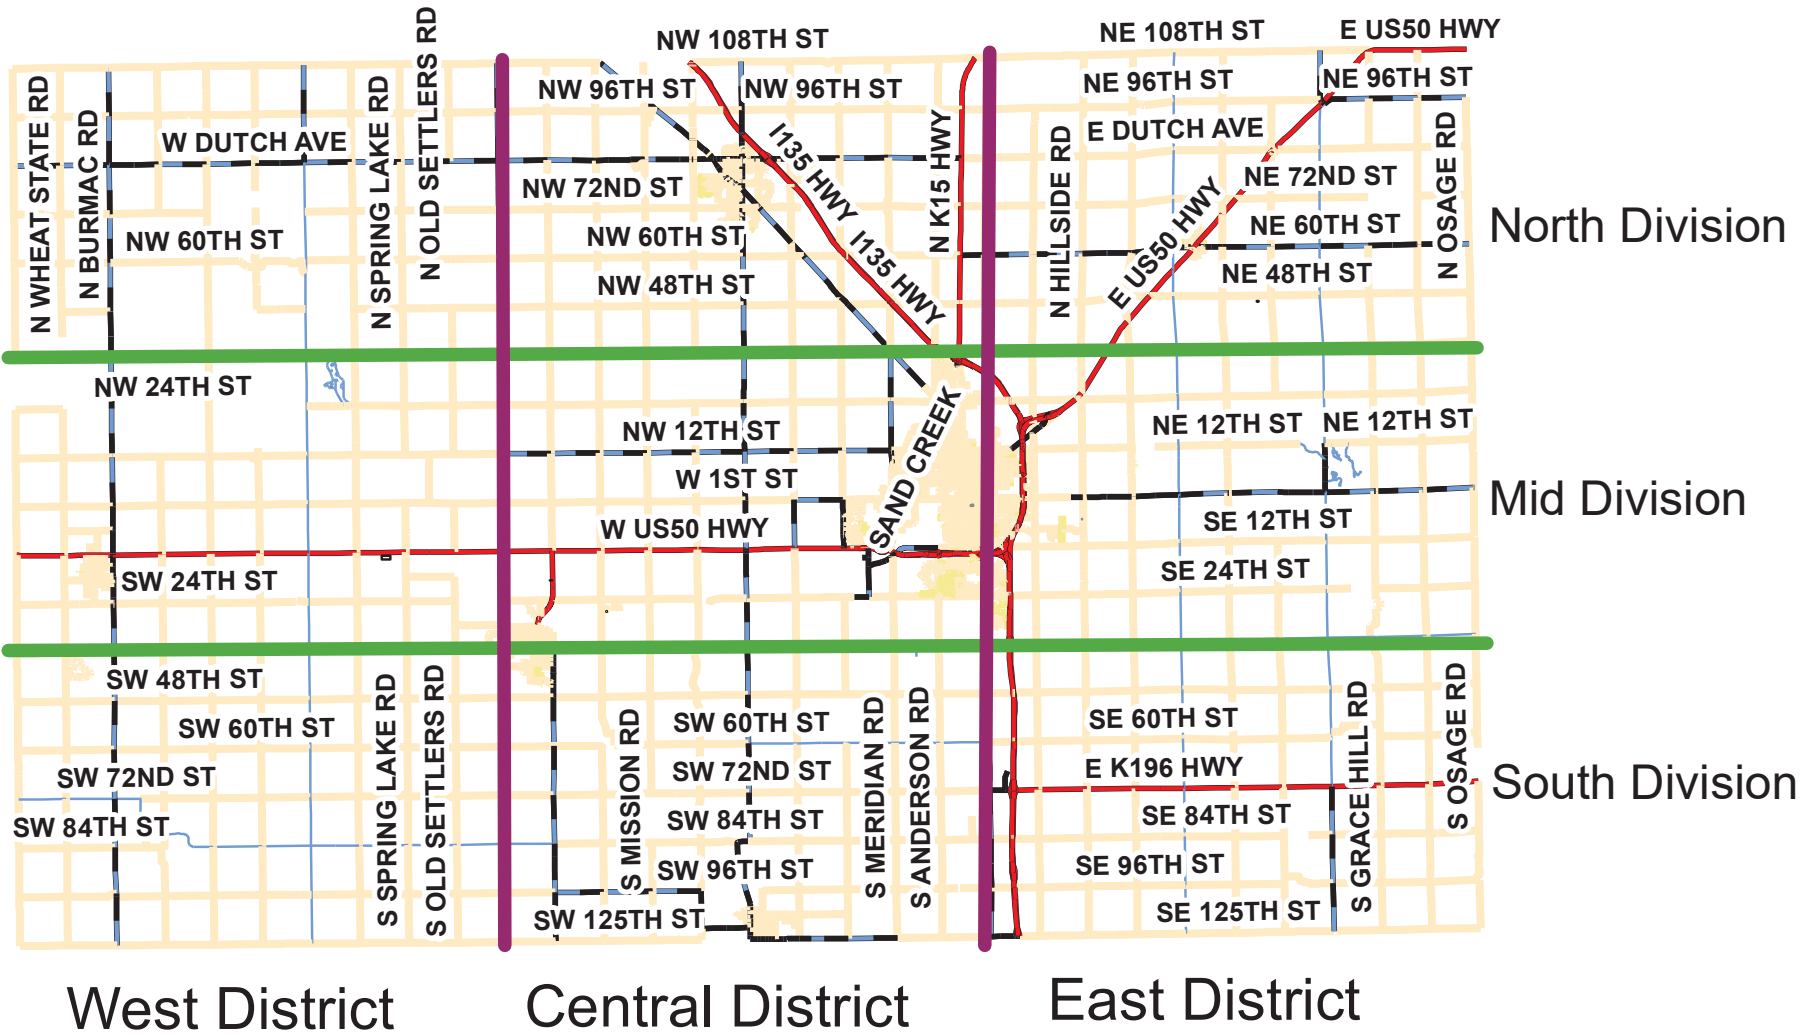 NW 108TH ST
NE 108TH ST
E US50 HWY
NW 96TH ST
NW 96TH ST
NE 96TH ST
NE 96TH ST
N WHEAT STATE RD
N BURMAC RD
W DUTCH AVE
N SPRING LAKE RD
N OLD SETTLERS RD
I135 HWY
N K15 HWY
N HILLSIDE RD
E DUTCH AVE
N OSAGE RD
NW 72ND ST
NE 72ND ST
E US50 HWY
NW 60TH ST
NW 60TH ST
I135 HWY
NE 60TH ST
North Division
NW 48TH ST
NE 48TH ST
NW 24TH ST
NW 12TH ST
NE 12TH ST
NE 12TH ST
SAND CREEK
W 1ST ST
Mid Division
W US50 HWY
SE 12TH ST
SW 24TH ST
SE 24TH ST
SW 48TH ST
S SPRING LAKE RD
S OLD SETTLERS RD
S MISSION RD
S MERIDIAN RD
S ANDERSON RD
S GRACE HILL RD
S OSAGE RD
SW 60TH ST
SW 60TH ST
SE 60TH ST
SW 72ND ST
SW 72ND ST
E K196 HWY
South Division
SW 84TH ST
SW 84TH ST
SE 84TH ST
SW 96TH ST
SE 96TH ST
SW 125TH ST
SE 125TH ST
West District
Central District
East District